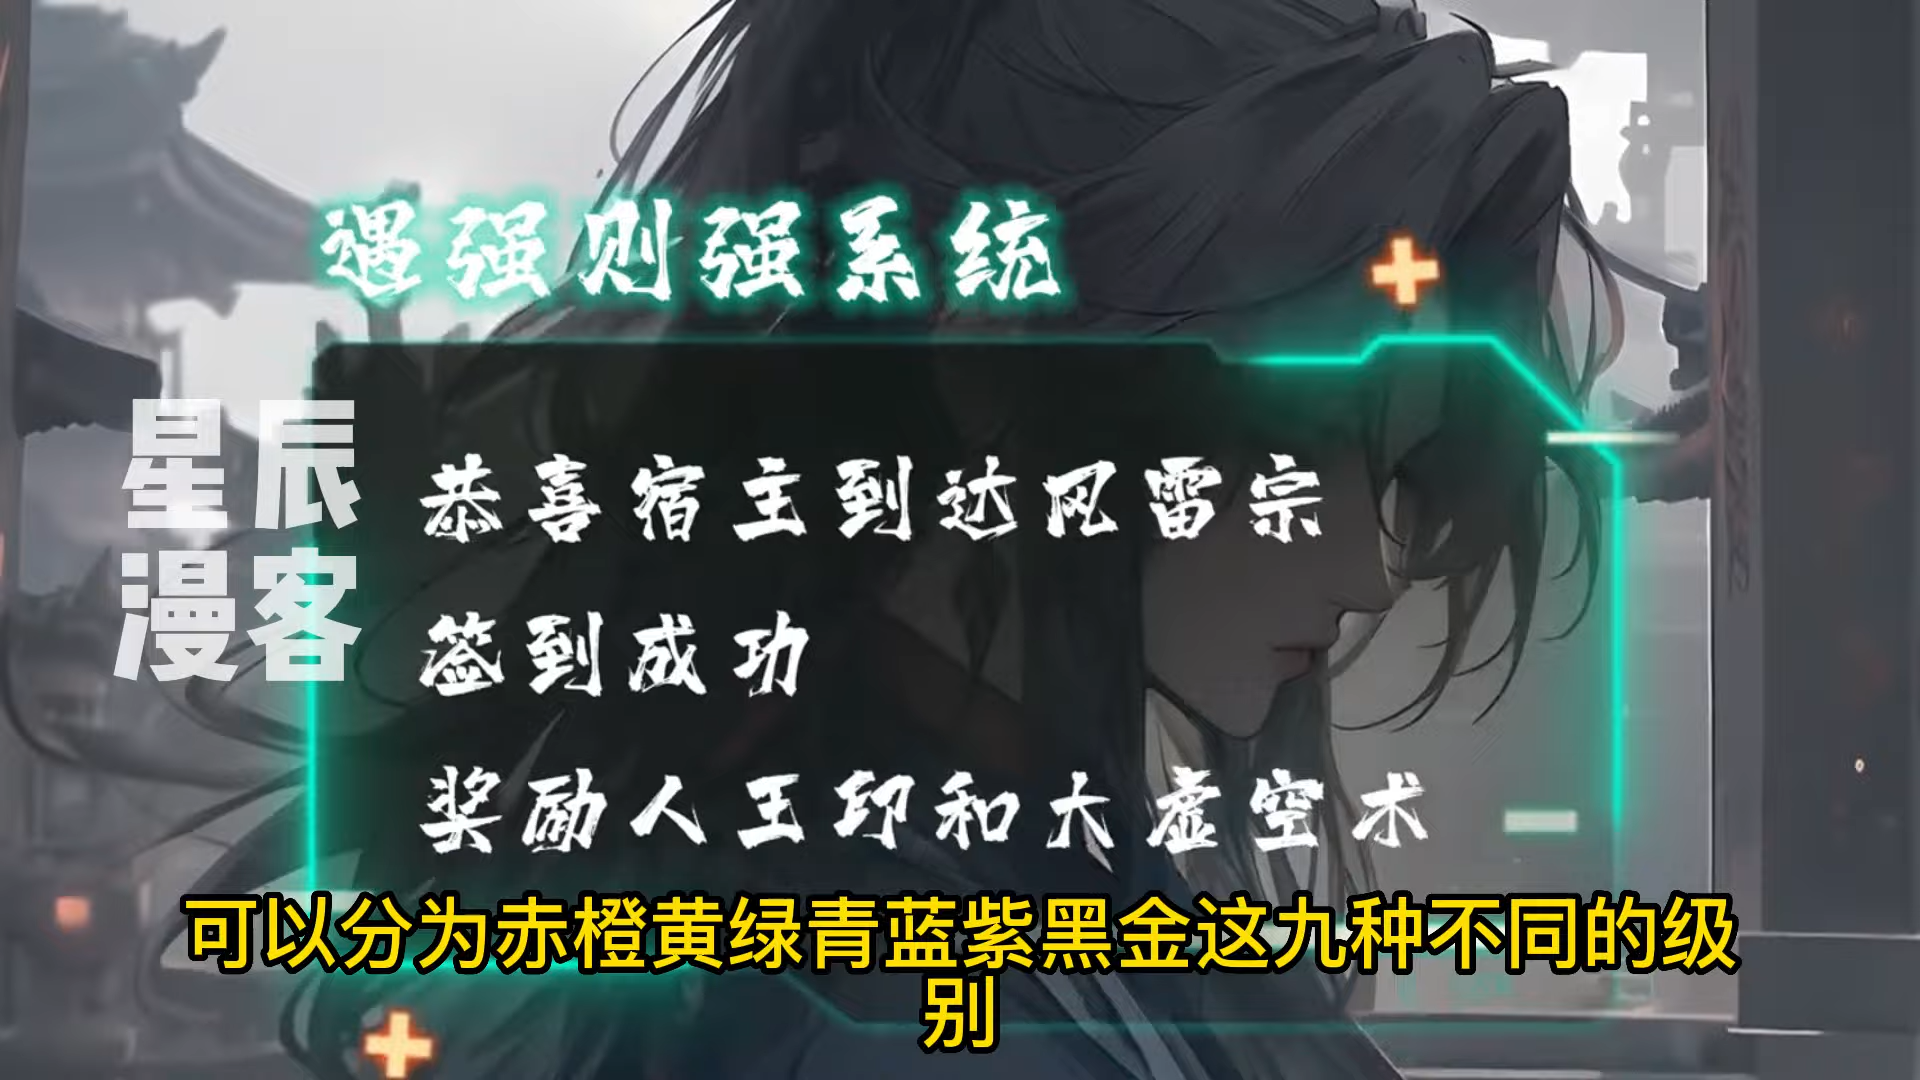 遇强则强系统
星辰
漫客
恭喜宿主到达风雷宗
签到成功
奖励人王印和大虚空术
可以分为赤橙黄绿青蓝紫黑金这九种不同的级
别